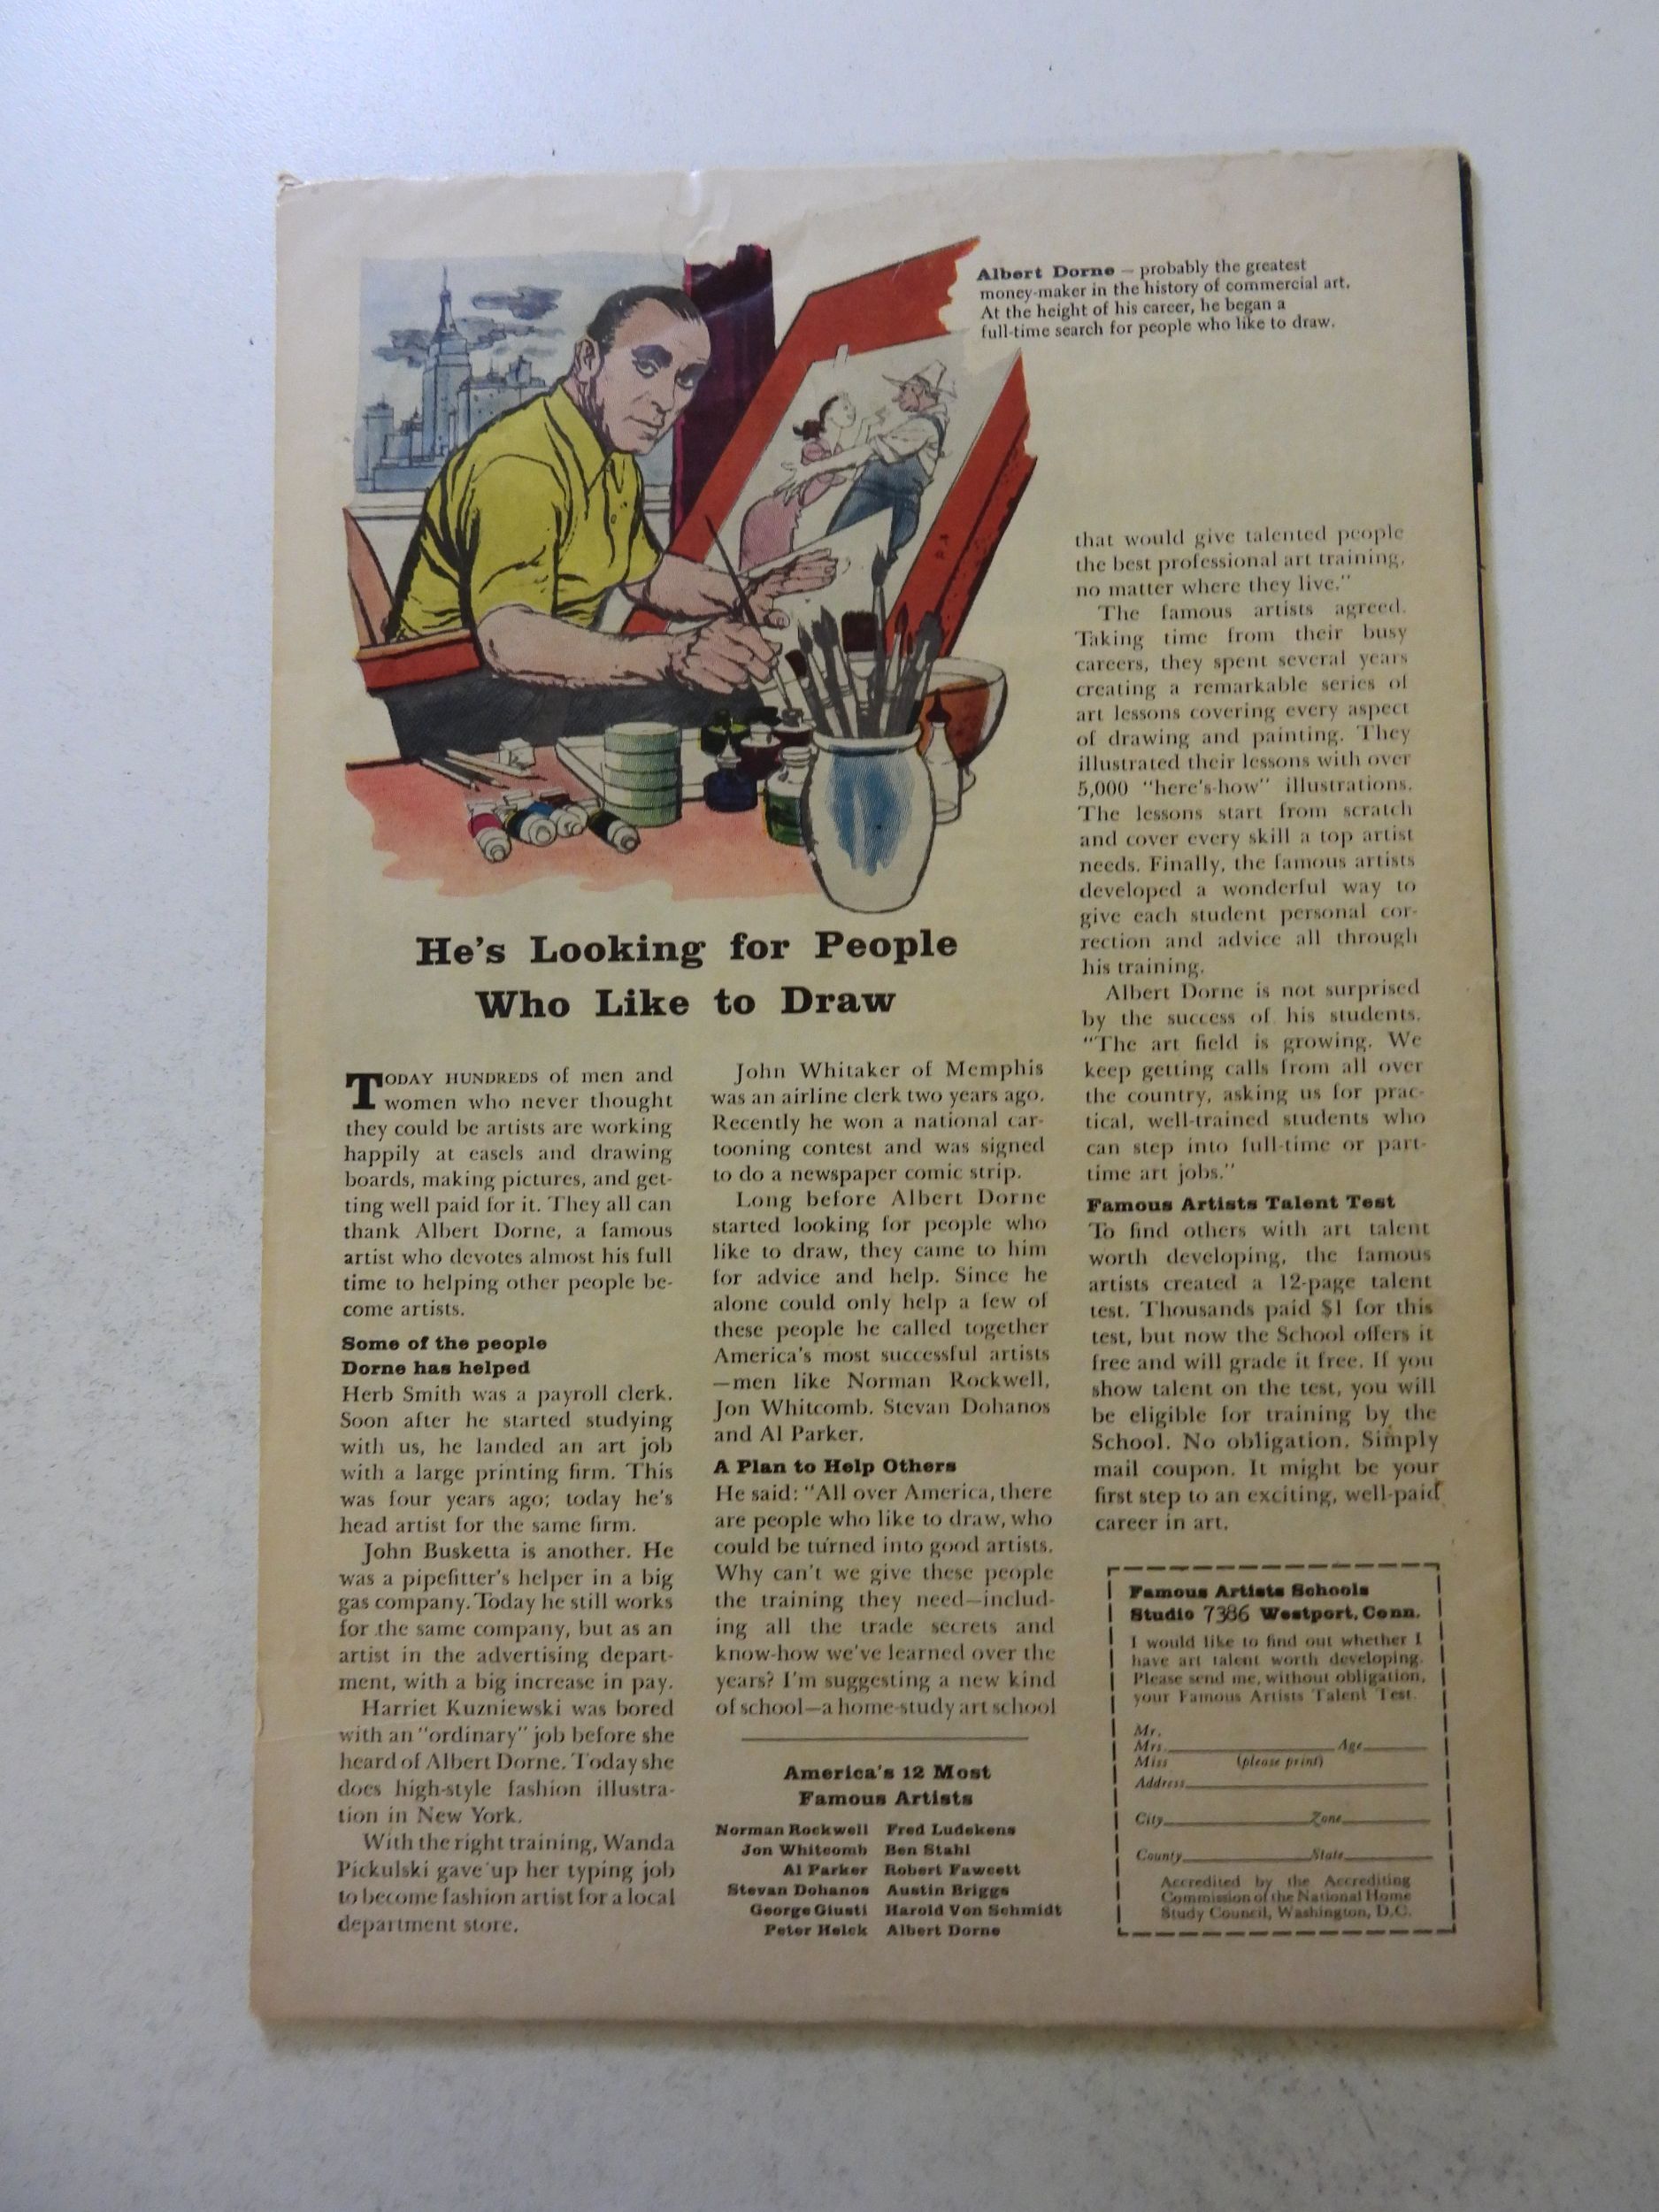 Albert Dorne — probably the greatest
money-maker in the history of commercial art.
At the height of his career, he began a
full-time search for people who like to draw.
He's Looking for People
Who Like to Draw
TODAY HUNDREDS of men and
women who never thought
they could be artists are working
happily at easels and drawing
boards, making pictures, and get-
ting well paid for it. They all can
thank Albert Dorne, a famous
artist who devotes almost his full
time to helping other people be-
come artists.
Some of the people
Dorne has helped
Herb Smith was a payroll clerk.
Soon after he started studying
with us, he landed an art job
with a large printing firm. This
was four years ago; today he's
head artist for the same firm.
John Busketta is another. He
was a pipefitter's helper in a big
gas company. Today he still works
for the same company, but as an
artist in the advertising depart-
ment, with a big increase in pay.
Harriet Kuzniewski was bored
with an "ordinary" job before she
heard of Albert Dorne. Today she
does high-style fashion illustra-
tion in New York.
With the right training, Wanda
Pickulski gave up her typing job
to become fashion artist for a local
department store.
John Whitaker of Memphis
was an airline clerk two years ago.
Recently he won a national car-
tooning contest and was signed
to do a newspaper comic strip.
Long before Albert Dorne
started looking for people who
like to draw, they came to him
for advice and help. Since he
alone could only help a few of
these people he called together
America's most successful artists
—men like Norman Rockwell,
Jon Whitcomb, Stevan Dohanos
and Al Parker.
A Plan to Help Others
He said: "All over America, there
are people who like to draw, who
could be turned into good artists.
Why can't we give these people
the training they need—includ-
ing all the trade secrets and
know-how we've learned over the
years? I'm suggesting a new kind
of school—a home-study art school
America's 12 Most
Famous Artists
Norman Rockwell Fred Ludekens
Jon Whitcomb Ben Stahl
Al Parker Robert Fawcett
Stevan Dohanos Austin Briggs
George Giusti Harold Von Schmidt
Peter Helck Albert Dorne
that would give talented people
the best professional art training,
no matter where they live."
The famous artists agreed.
Taking time from their busy
careers, they spent several years
creating a remarkable series of
art lessons covering every aspect
of drawing and painting. They
illustrated their lessons with over
5,000 "here's-how" illustrations.
The lessons start from scratch
and cover every skill a top artist
needs. Finally, the famous artists
developed a wonderful way to
give each student personal cor-
rection and advice all through
his training.
Albert Dorne is not surprised
by the success of his students.
"The art field is growing. We
keep getting calls from all over
the country, asking us for prac-
tical, well-trained students who
can step into full-time or part-
time art jobs."
Famous Artists Talent Test
To find others with art talent
worth developing, the famous
artists created a 12-page talent
test. Thousands paid $1 for this
test, but now the School offers it
free and will grade it free. If you
show talent on the test, you will
be eligible for training by the
School. No obligation. Simply
mail coupon. It might be your
first step to an exciting, well-paid
career in art.
Famous Artists Schools
Studio 7386 Westport, Conn.
I would like to find out whether I
have art talent worth developing.
Please send me, without obligation,
your Famous Artists Talent Test.
Mr.
Mrs. Age
Miss (please print)
Address
City Zone
County State
Accredited by the Accrediting
Commission of the National Home
Study Council, Washington, D.C.